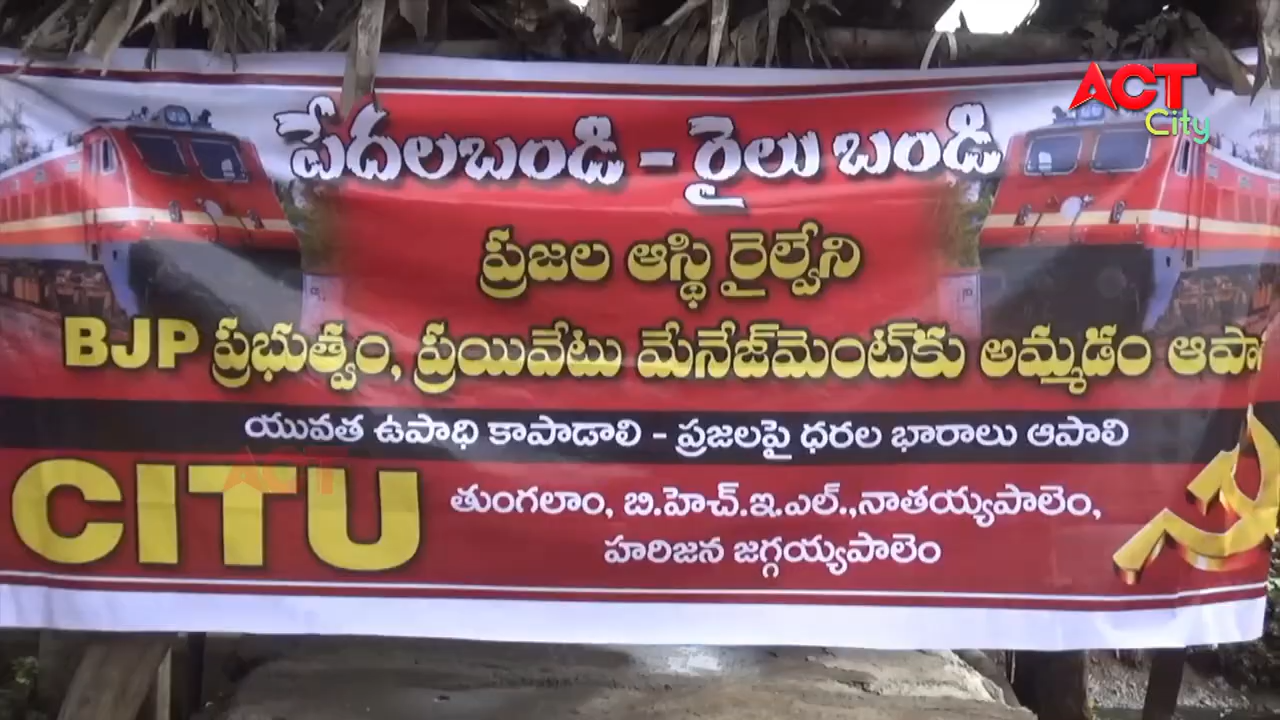 ACT
City
పేదలబండి - రైలు బండి
ప్రజల ఆస్థి రైల్వేని
BJP ప్రభుత్వం, ప్రయివేటు మేనేజ్‌మెంట్‌కు అమ్మడం
యువత ఉపాధి కాపాడాలి - ప్రజలపై ధరల భారాలు ఆపాలి
CITU
తుంగలాం, బి.హెచ్.ఇ.ఎల్.,నాతయ్యపాలెం,
హరిజన జగ్గయ్యపాలెం